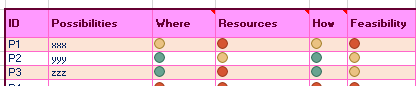 ID Possibilities Where Resources How Feasibility
P1 xxx
P2 yyy
P3 zzz